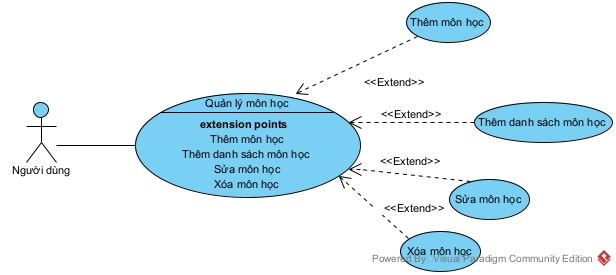 Thêm môn học
<<Extend>>
Quản lý môn học
extension points
Thêm môn học
Thêm danh sách môn học
Sửa môn học
Xóa môn học
<<Extend>>
Thêm danh sách môn học
Người dùng
<<Extend>>
Sửa môn học
<<Extend>>
Xóa môn học
Powered By Visual Paradigm Community Edition